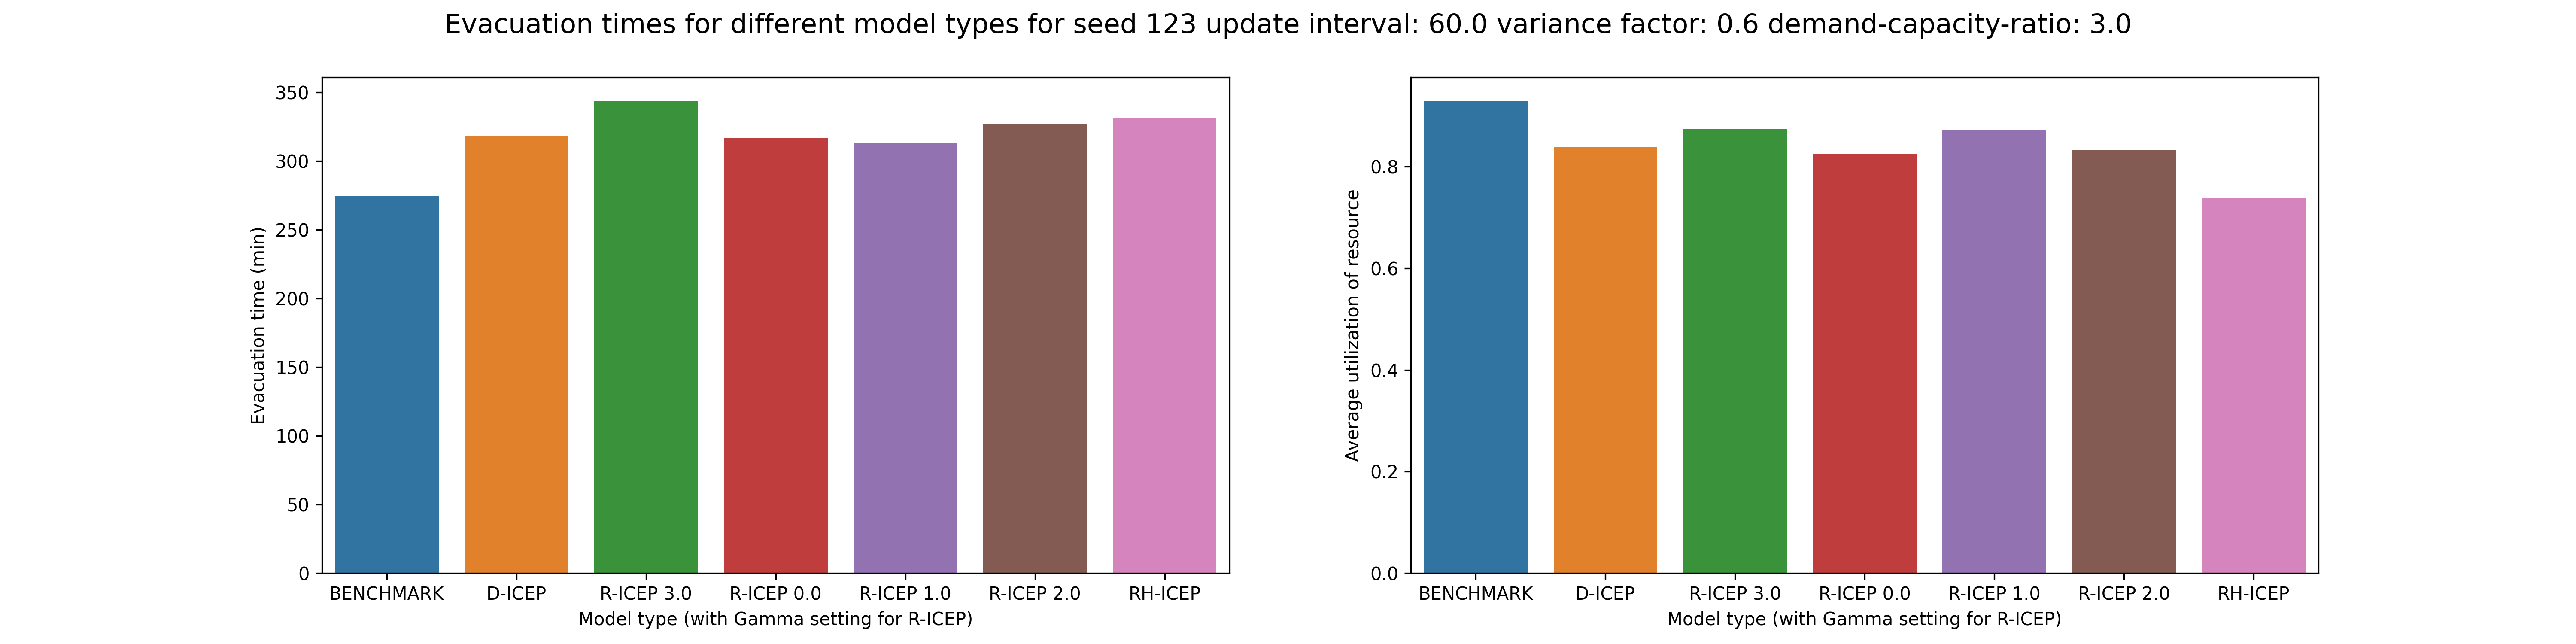 Evacuation times for different model types for seed 123 update interval: 60.0 variance factor: 0.6 demand-capacity-ratio: 3.0
Evacuation time (min)
350
300
250
200
150
100
50
0
BENCHMARK D-ICEP R-ICEP 3.0 R-ICEP 0.0 R-ICEP 1.0 R-ICEP 2.0 RH-ICEP
Model type (with Gamma setting for R-ICEP)
Average utilization of resource
0.8
0.6
0.4
0.2
0.0
BENCHMARK D-ICEP R-ICEP 3.0 R-ICEP 0.0 R-ICEP 1.0 R-ICEP 2.0 RH-ICEP
Model type (with Gamma setting for R-ICEP)